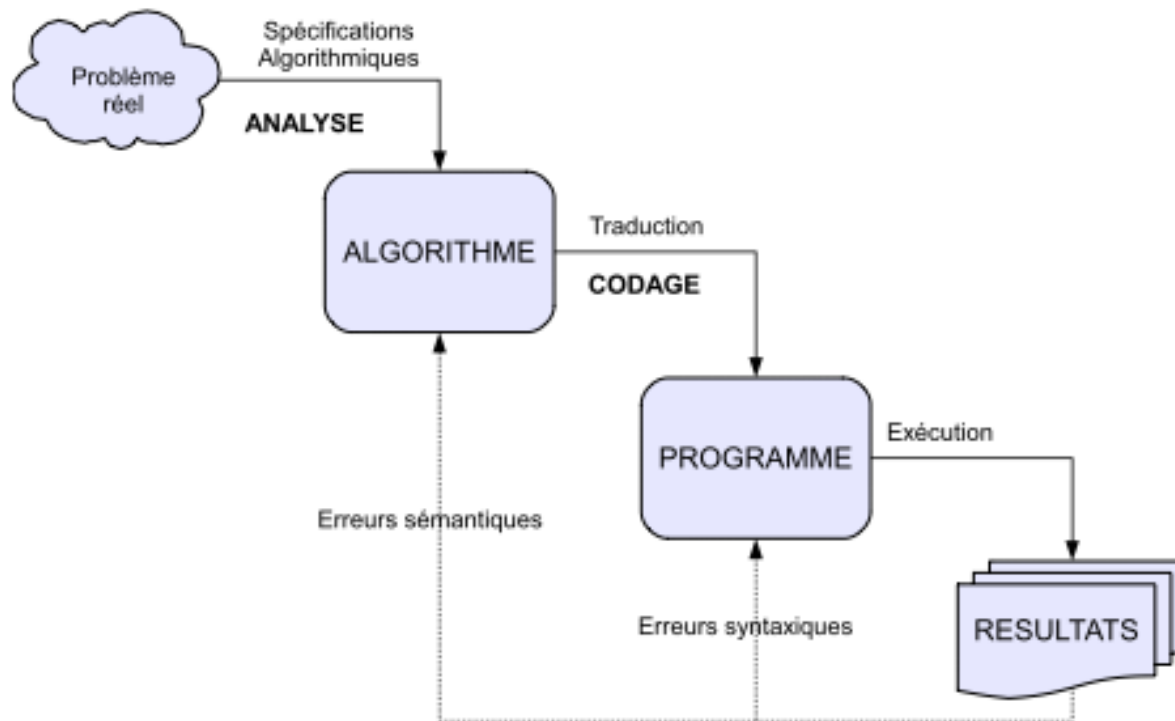 Spécifications
Algorithmiques
Problème
réel
ANALYSE
ALGORITHME
Traduction
CODAGE
PROGRAMME
Exécution
Erreurs sémantiques
Erreurs syntaxiques
RESULTATS